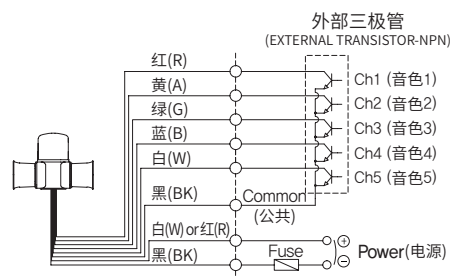 外部三极管
(EXTERNAL TRANSISTOR-NPN)
红(R)
黄(A)
绿(G)
蓝(B)
白(W)
黑(BK)
Ch1 (音色1)
Ch2 (音色2)
Ch3 (音色3)
Ch4 (音色4)
Ch5 (音色5)
Common
(公共)
白(W) or 红(R)
黑(BK)
Fuse
⊕
⊖
Power(电源)